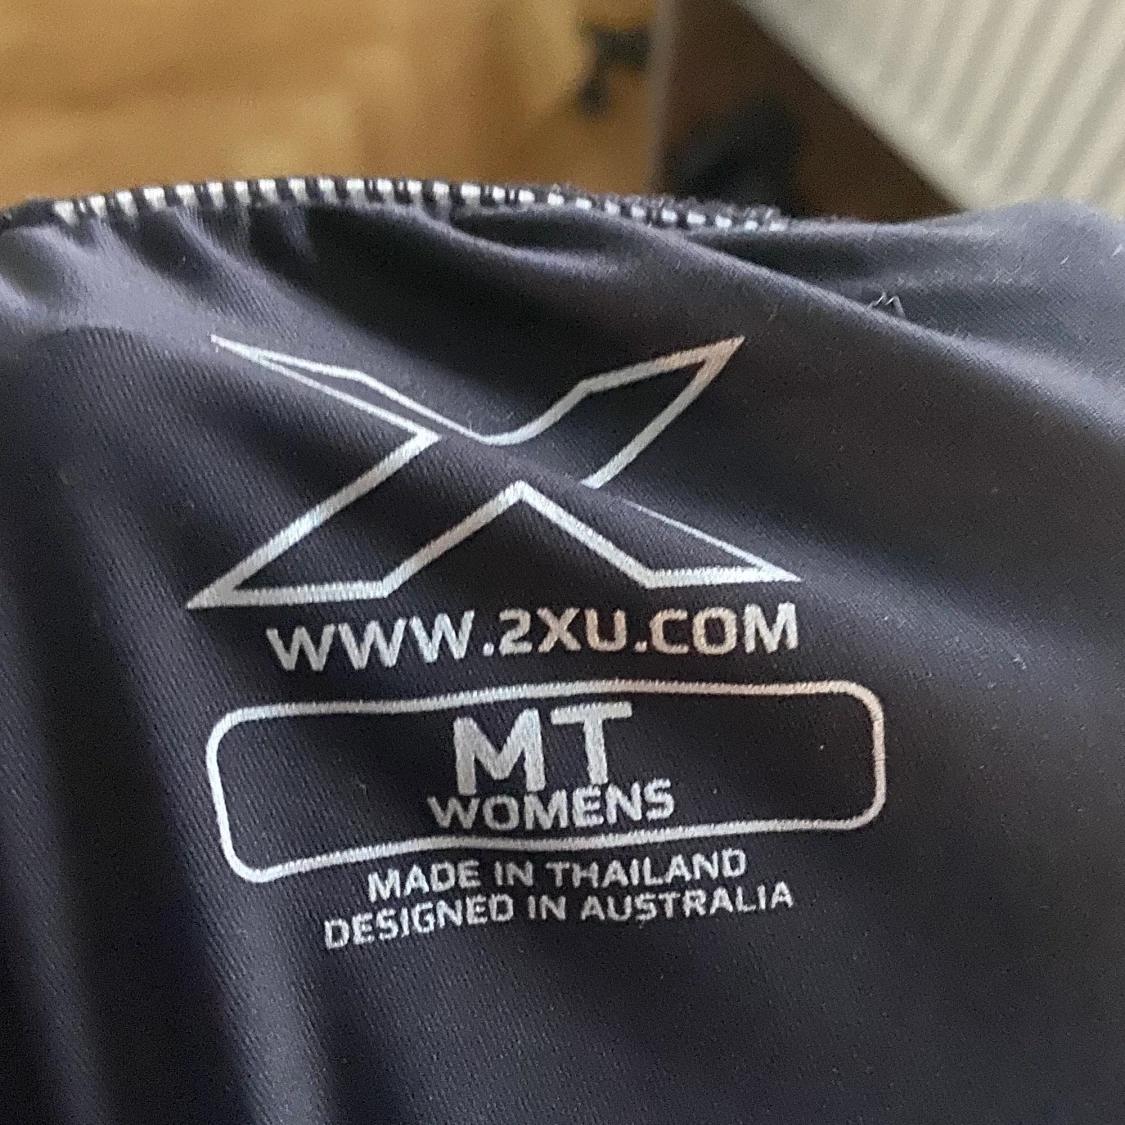 X
WWW.2XU.COM
MT
WOMENS
MADE IN THAILAND
DESIGNED IN AUSTRALIA